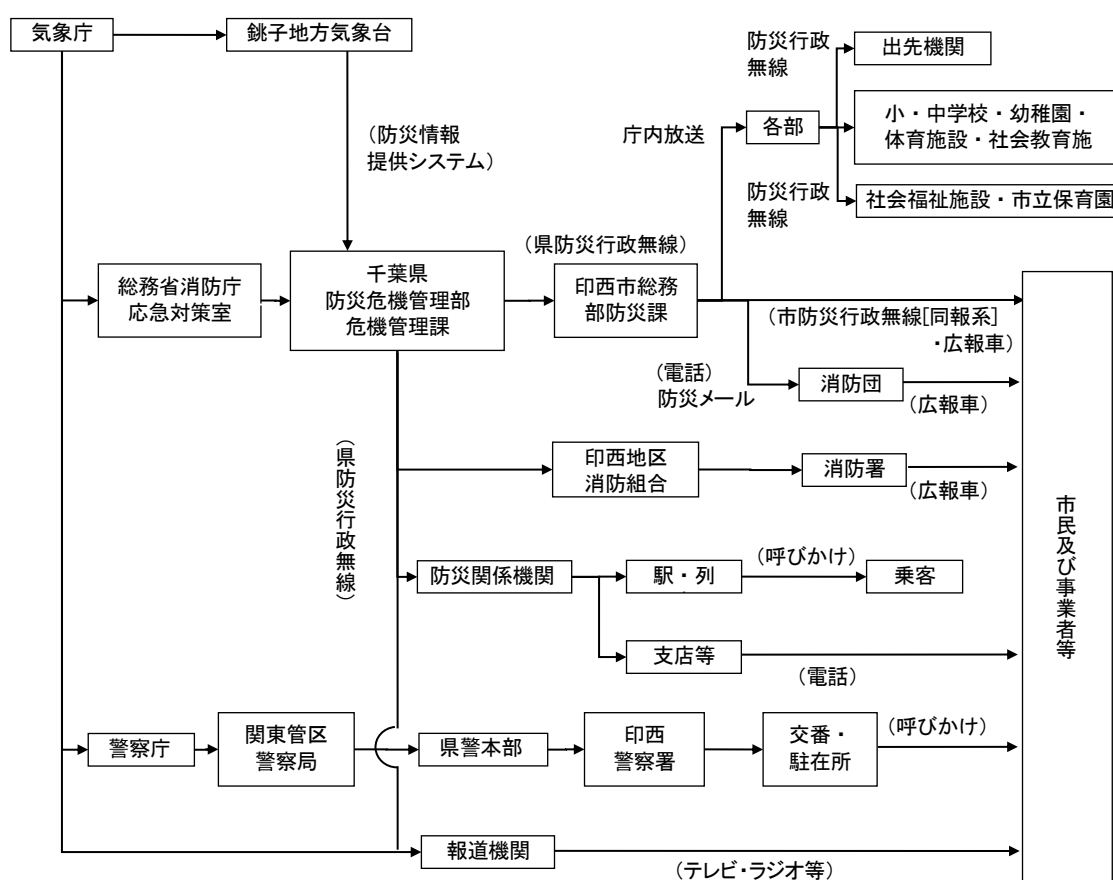 気象庁
銚子地方気象台
防災行政
無線
出先機関
(防災情報
提供システム)
庁内放送
各部
小・中学校・幼稚園・
体育施設・社会教育施
防災行政
無線
社会福祉施設・市立保育園
(県防災行政無線)
総務省消防庁
応急対策室
千葉県
防災危機管理部
危機管理課
印西市総務
部防災課
(市防災行政無線[同報系]
・広報車)
(電話)
防災メール
消防団
(広報車)
(県防災行政無線)
印西地区
消防組合
消防署
(広報車)
市民及び事業者等
防災関係機関
駅・列
(呼びかけ)
乗客
支店等
(電話)
警察庁
関東管区
警察局
県警本部
印西
警察署
交番・
駐在所
(呼びかけ)
報道機関
(テレビ・ラジオ等)